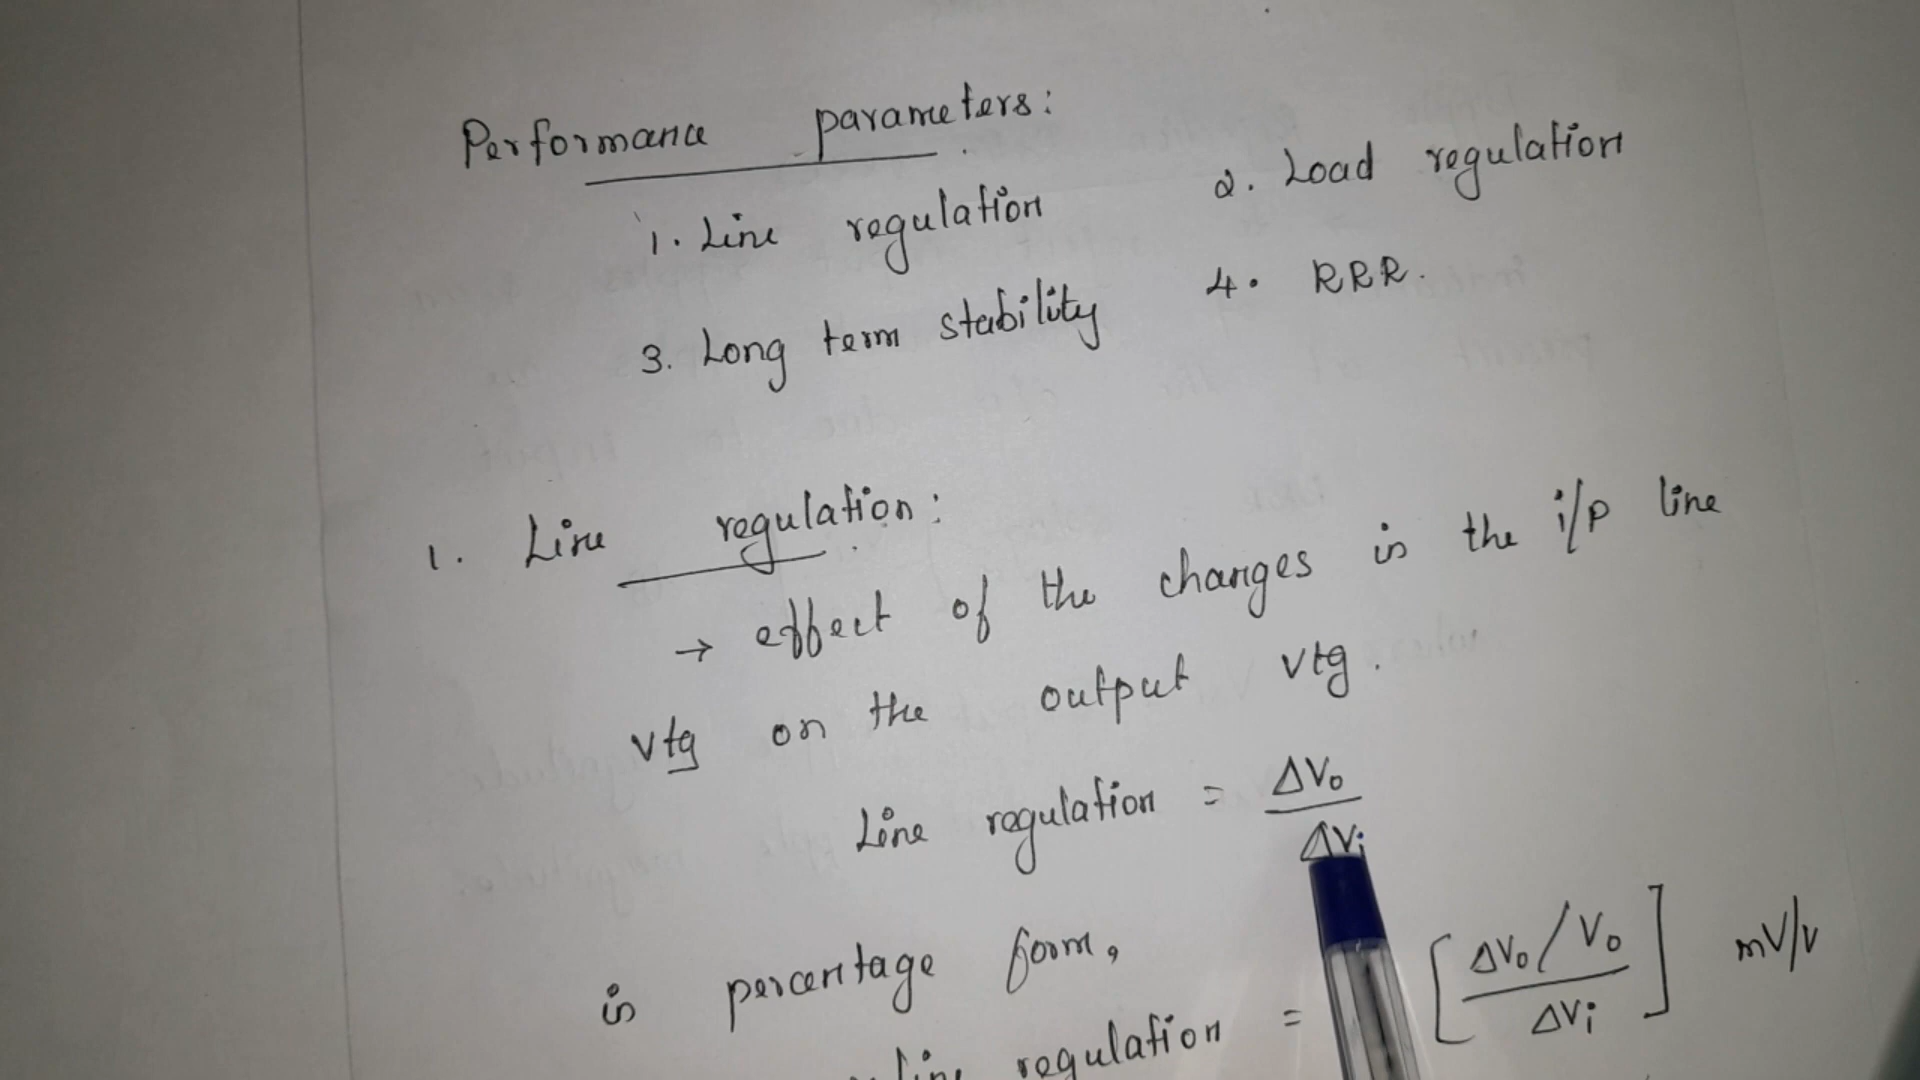 Performance parameters:
1. Line regulation 2. Load regulation
3. Long term stability 4. RRR.
1. Line regulation:
→ effect of the changes in the i/p line
vtg on the output vtg.
Line regulation = ΔVo / ΔVi
in percentage form,
Line regulation = [ΔVo/Vo / ΔVi] mV/V